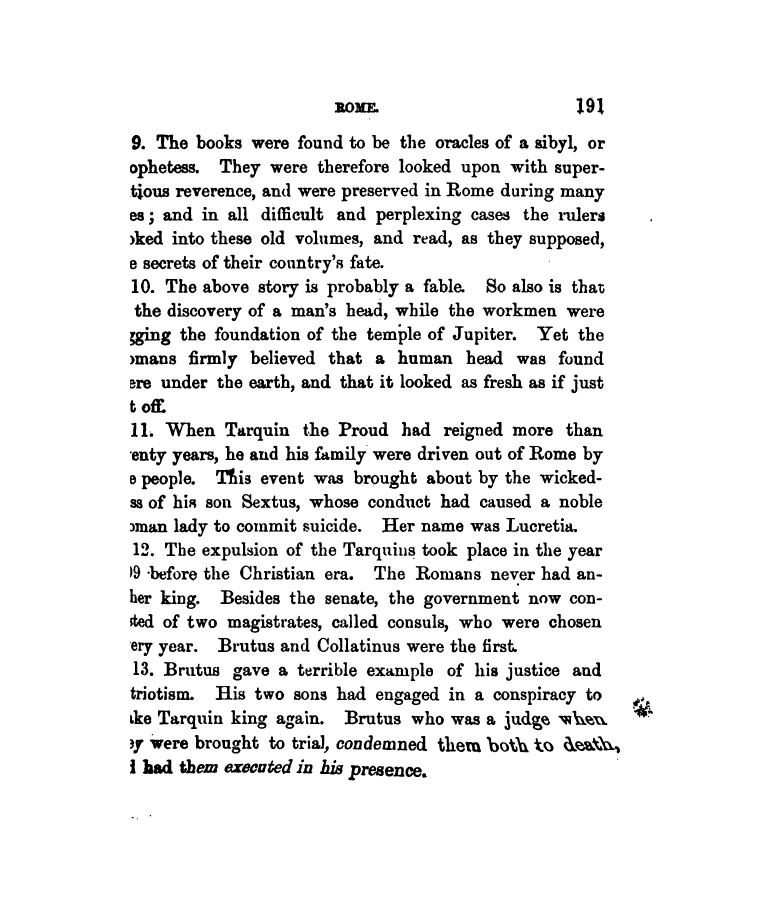 ROME. 191
9. The books were found to be the oracles of a sibyl, or
ophetess. They were therefore looked upon with super-
tious reverence, and were preserved in Rome during many
es; and in all difficult and perplexing cases the rulers
oked into these old volumes, and read, as they supposed,
e secrets of their country's fate.
10. The above story is probably a fable. So also is that
the discovery of a man's head, while the workmen were
gging the foundation of the temple of Jupiter. Yet the
omans firmly believed that a human head was found
ere under the earth, and that it looked as fresh as if just
t off.
11. When Tarquin the Proud had reigned more than
enty years, he and his family were driven out of Rome by
e people. This event was brought about by the wicked-
ss of his son Sextus, whose conduct had caused a noble
oman lady to commit suicide. Her name was Lucretia.
12. The expulsion of the Tarquins took place in the year
09 before the Christian era. The Romans never had an-
her king. Besides the senate, the government now con-
sted of two magistrates, called consuls, who were chosen
ery year. Brutus and Collatinus were the first.
13. Brutus gave a terrible example of his justice and
triotism. His two sons had engaged in a conspiracy to
ake Tarquin king again. Brutus who was a judge when
ey were brought to trial, condemned them both to death,
d had them executed in his presence.